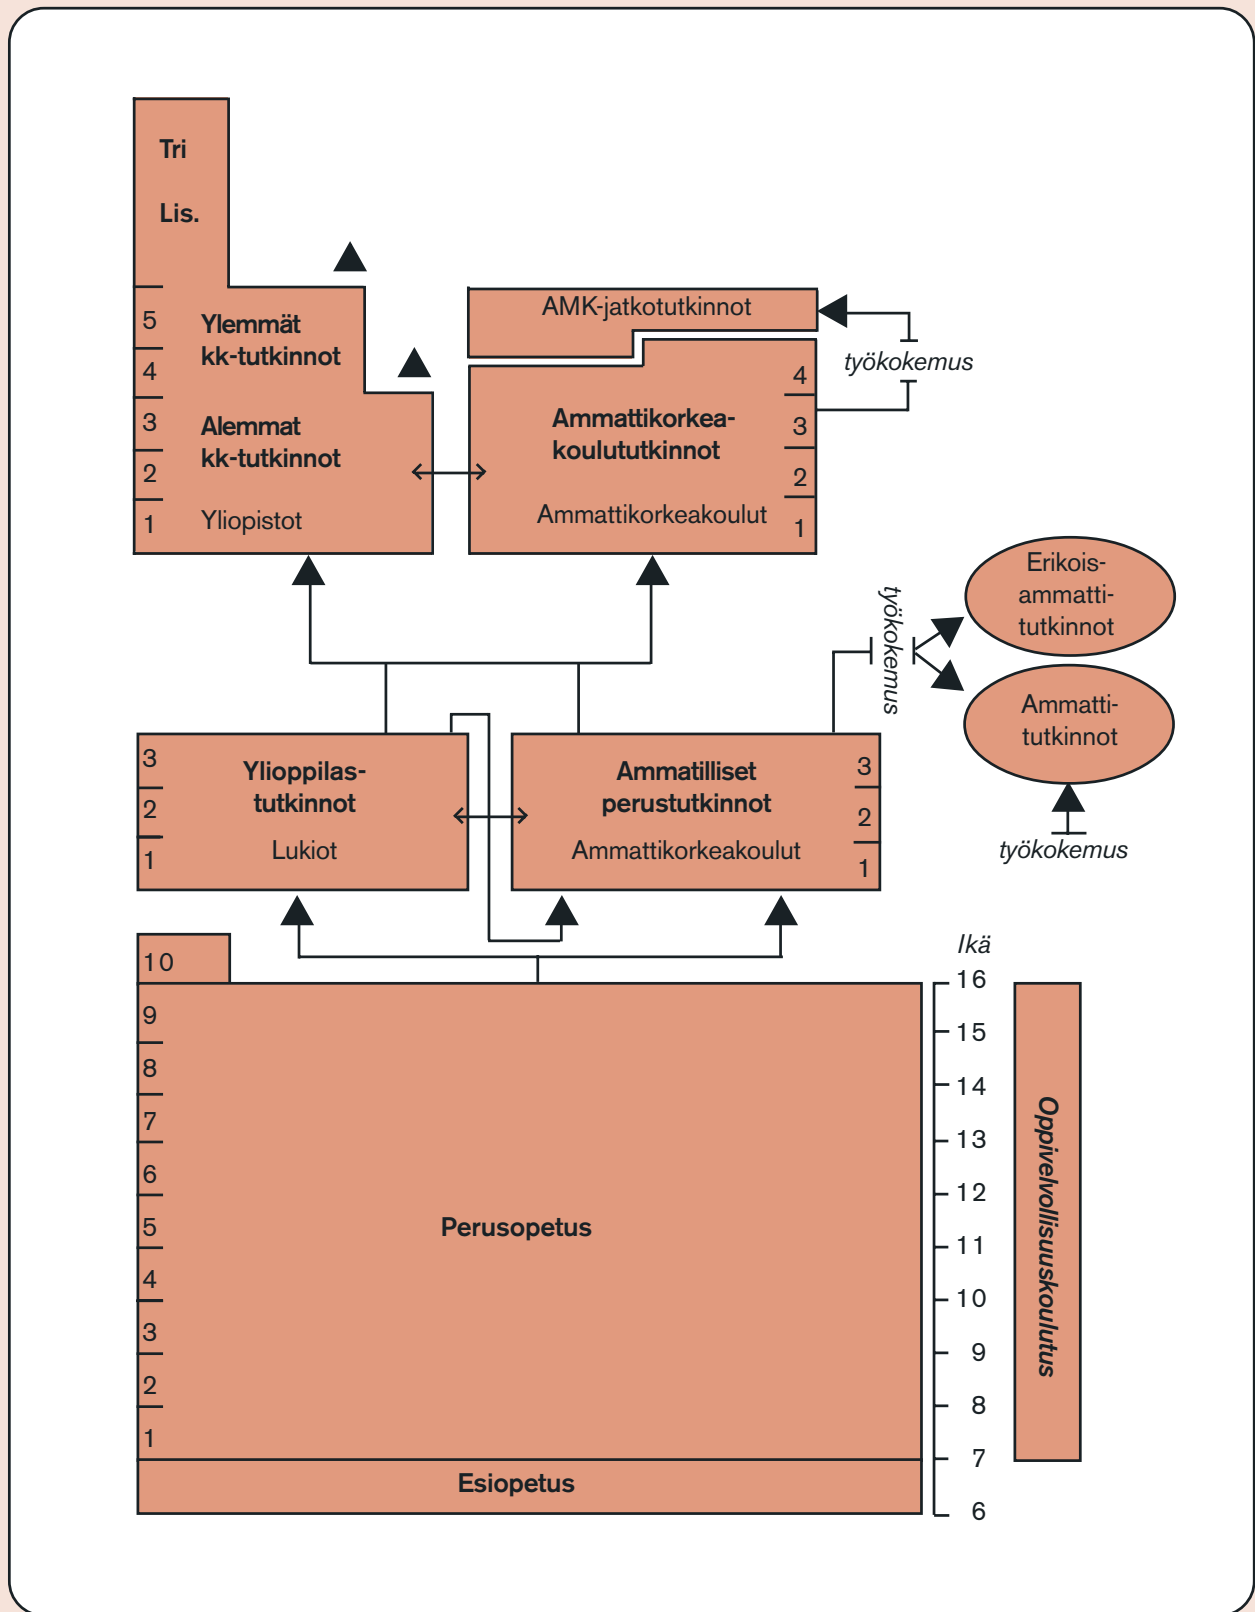 Tri
Lis.
5
4
3
2
1
Ylemmät
kk-tutkinnot
Alemmat
kk-tutkinnot
Yliopistot
AMK-jatkotutkinnot
työkokemus
Ammattikorkea-
koulututkinnot
Ammattikorkeakoulut
4
3
2
1
työkokemus
Erikois-
ammatti-
tutkinnot
Ammatti-
tutkinnot
työkokemus
3
2
1
Ylioppilas-
tutkinnot
Lukiot
Ammatilliset
perustutkinnot
Ammattikorkeakoulut
3
2
1
10
9
8
7
6
5
4
3
2
1
Perusopetus
Esiopetus
Ikä
16
15
14
13
12
11
10
9
8
7
6
Oppivelvollisuuskoulutus